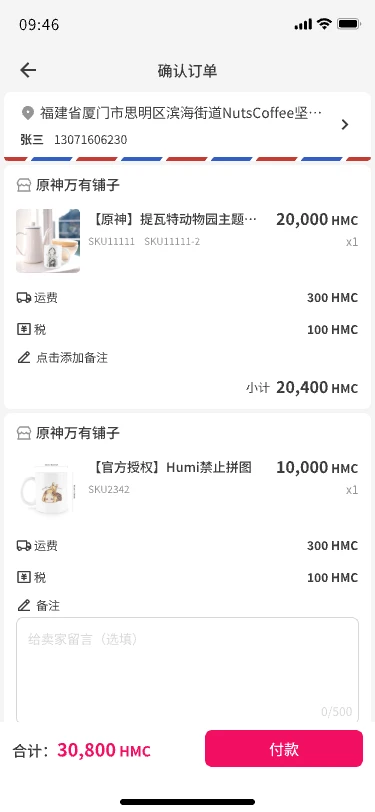 09:46
确认订单
福建省厦门市思明区滨海街道NutsCoffee坚…
张三 13071606230
原神万有铺子
【原神】提瓦特动物园主题… 20,000 HMC
SKU11111 SKU11111-2 x1
运费 300 HMC
税 100 HMC
点击添加备注
小计 20,400 HMC
原神万有铺子
【官方授权】Humi禁止拼图 10,000 HMC
SKU2342 x1
运费 300 HMC
税 100 HMC
备注
给卖家留言（选填）
0/500
合计：30,800 HMC 付款